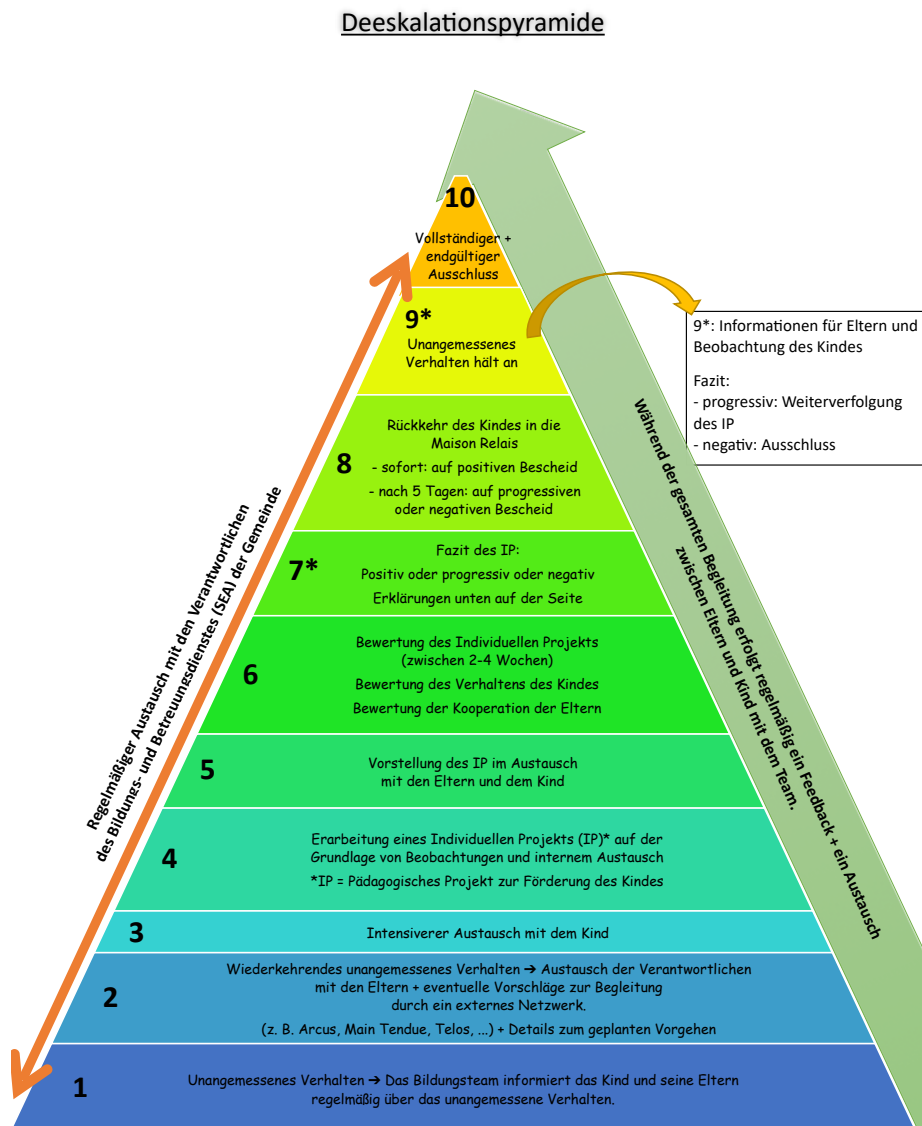 Deeskalationspyramide
10
Vollständiger +
endgültiger
Ausschluss
9*
Unangemessenes
Verhalten hält an
9*: Informationen für Eltern und
Beobachtung des Kindes
Fazit:
- progressiv: Weiterverfolgung
des IP
- negativ: Ausschluss
8
Rückkehr des Kindes in die
Maison Relais
- sofort: auf positiven Bescheid
- nach 5 Tagen: auf progressiven
oder negativen Bescheid
7*
Fazit des IP:
Positiv oder progressiv oder negativ
Erklärungen unten auf der Seite
6
Bewertung des Individuellen Projekts
(zwischen 2-4 Wochen)
Bewertung des Verhaltens des Kindes
Bewertung der Kooperation der Eltern
5
Vorstellung des IP im Austausch
mit den Eltern und dem Kind
4
Erarbeitung eines Individuellen Projekts (IP)* auf der
Grundlage von Beobachtungen und internem Austausch
*IP = Pädagogisches Projekt zur Förderung des Kindes
3
Intensiverer Austausch mit dem Kind
2
Wiederkehrendes unangemessenes Verhalten → Austausch der Verantwortlichen
mit den Eltern + eventuelle Vorschläge zur Begleitung
durch ein externes Netzwerk.
(z. B. Arcus, Main Tendue, Telos, ...) + Details zum geplanten Vorgehen
1
Unangemessenes Verhalten → Das Bildungsteam informiert das Kind und seine Eltern
regelmäßig über das unangemessene Verhalten.
Regelmäßiger Austausch mit den Verantwortlichen
des Bildungs- und Betreuungsdienstes (SEA) der Gemeinde
Während der gesamten Begleitung erfolgt regelmäßig ein Feedback + ein Austausch
zwischen Eltern und Kind mit dem Team.